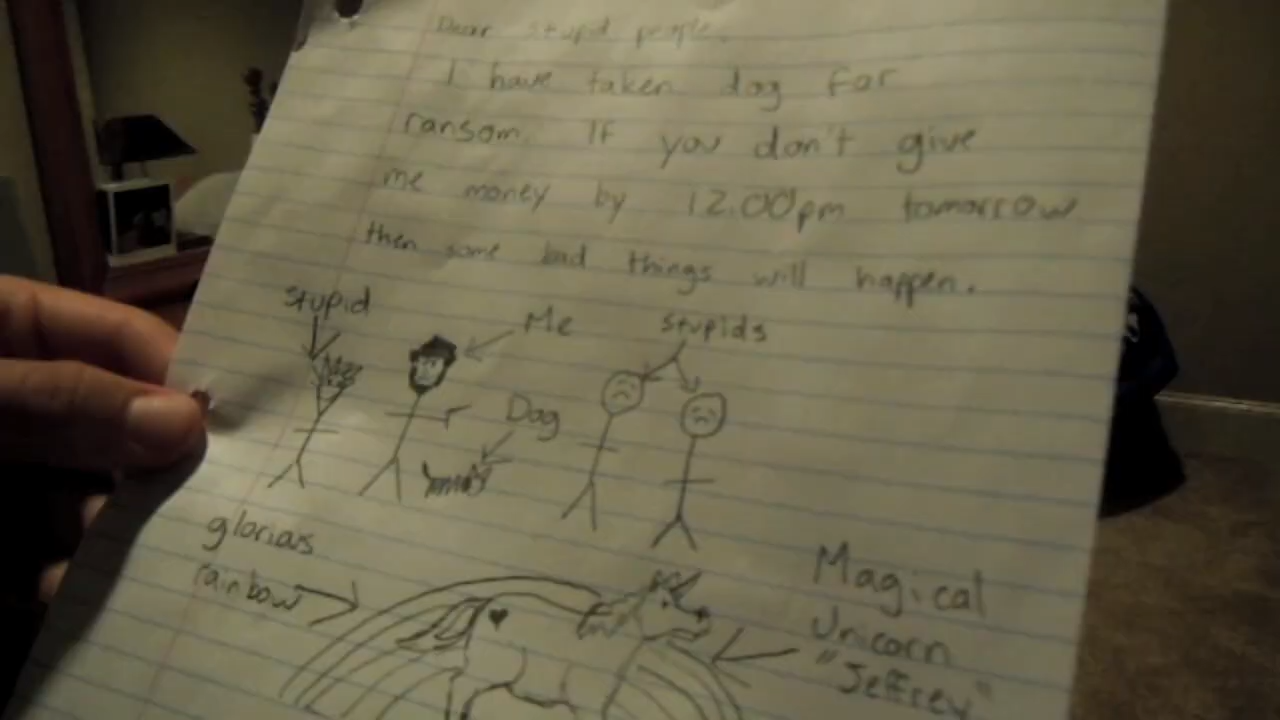 Dear stupid people.
I have taken dog for
ransom. If you don't give
me money by 12.00pm tomorrow
then some bad things will happen.
stupid
Me
stupids
Dog
glorious
rainbow
Magical
Unicorn
"Jeffrey"